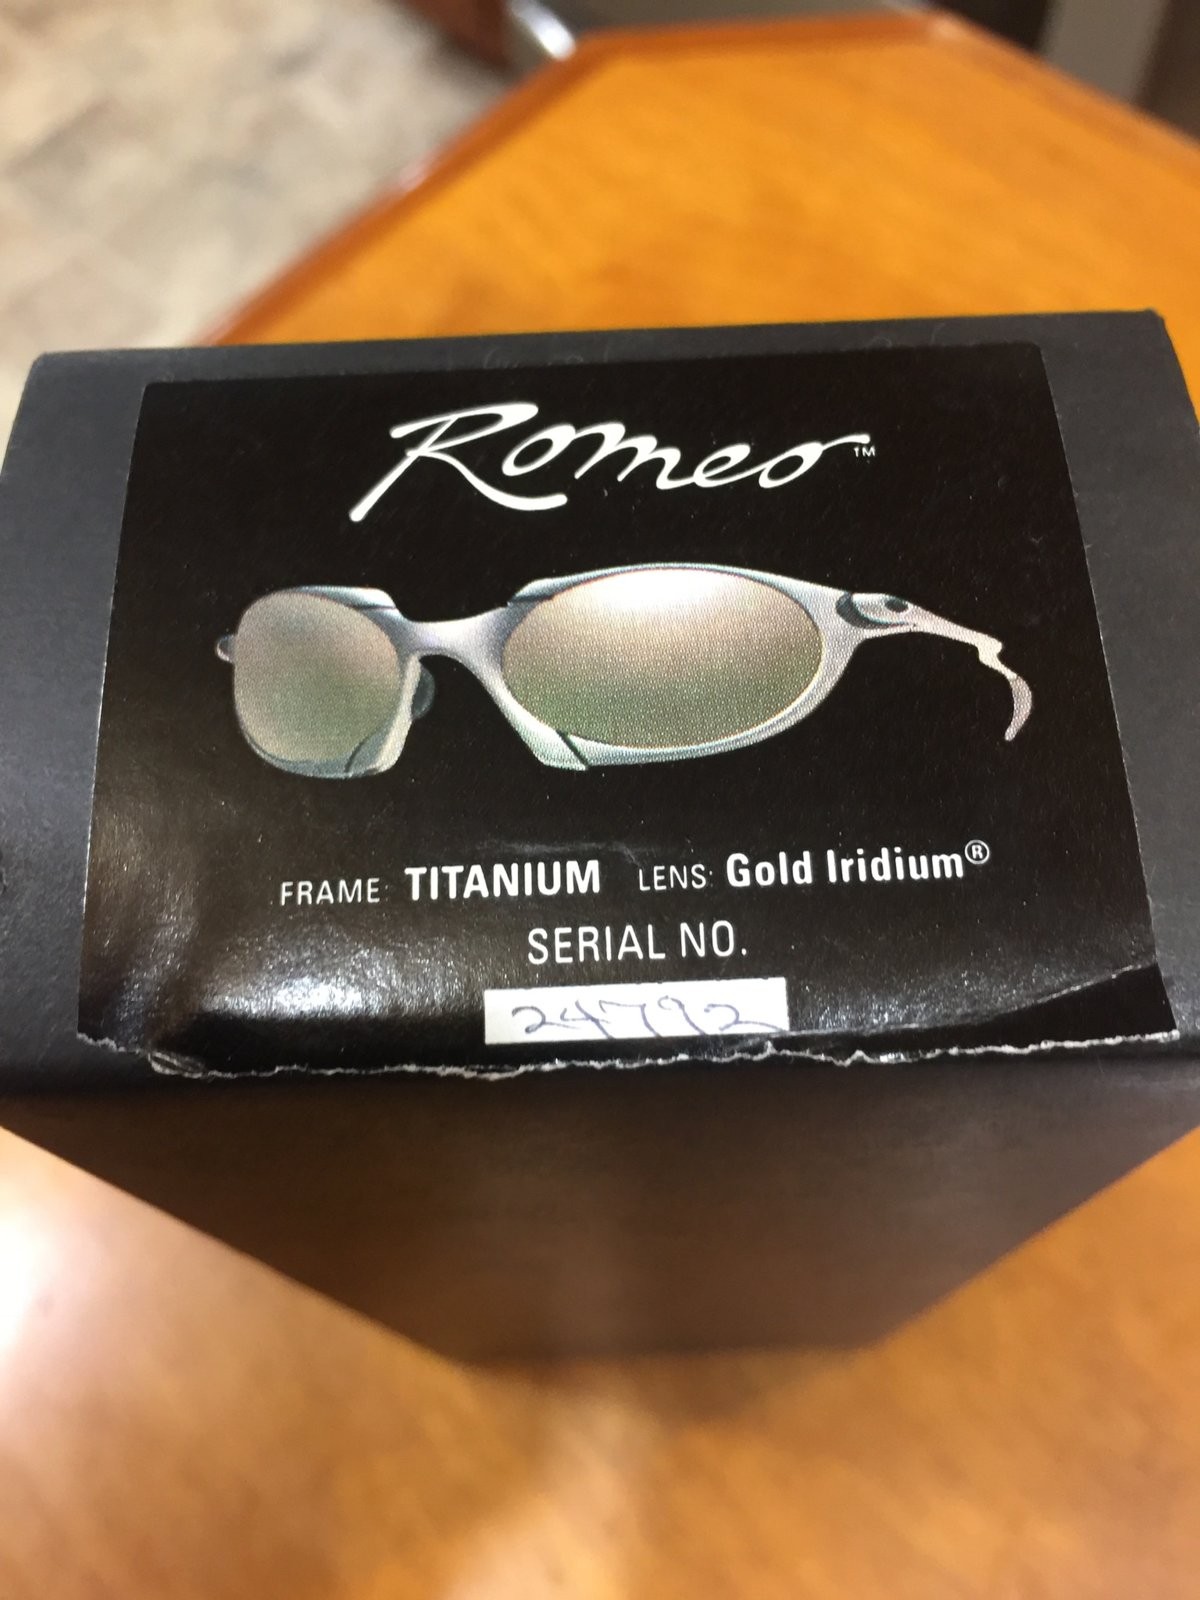 Romeo™
FRAME: TITANIUM LENS: Gold Iridium®
SERIAL NO.
24792